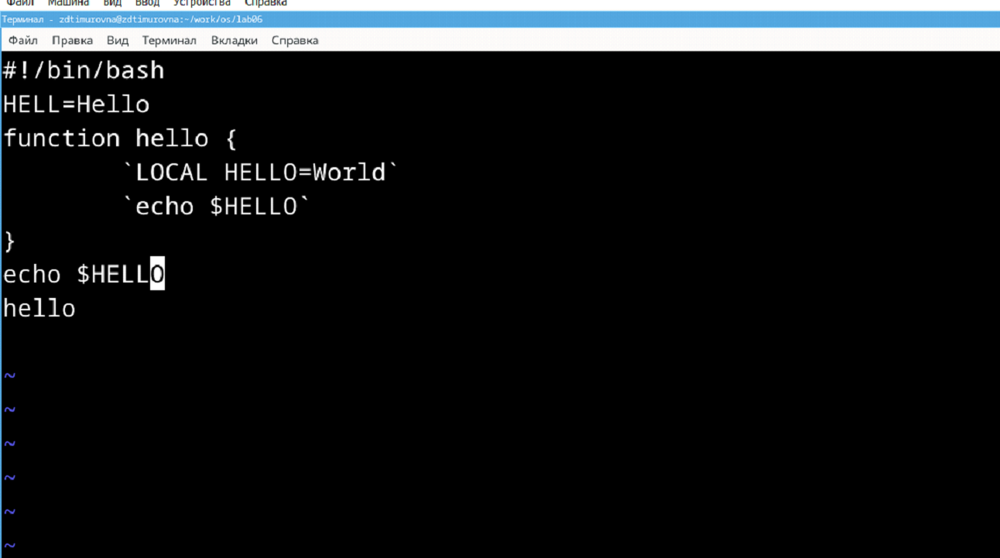 Файл Машина Вид Ввод Устройства Справка
Терминал - zdtimurovna@zdtimurovna:~/work/os/lab06
Файл Правка Вид Терминал Вкладки Справка
#!/bin/bash
HELL=Hello
function hello {
        `LOCAL HELLO=World`
        `echo $HELLO`
}
echo $HELLO
hello
~
~
~
~
~
~